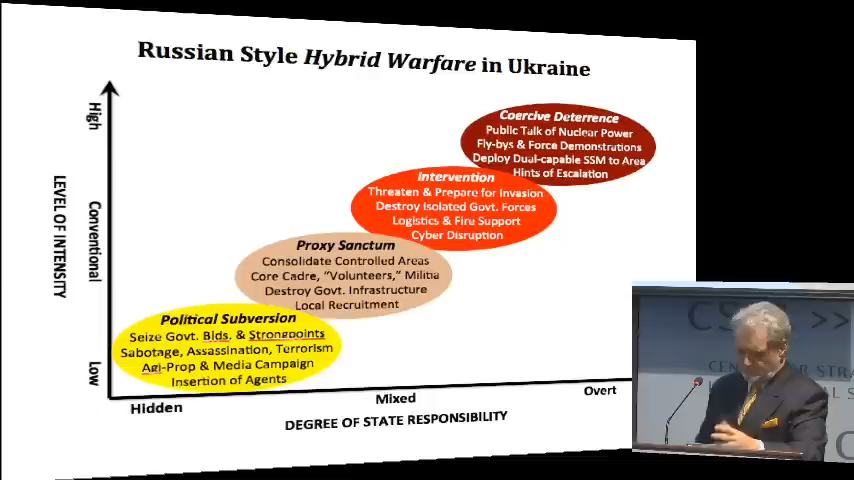 Russian Style Hybrid Warfare in Ukraine
High
Conventional
Low
LEVEL OF INTENSITY
Coercive Deterrence
Public Talk of Nuclear Power
Fly-bys & Force Demonstrations
Deploy Dual-capable SSM to Area
Hints of Escalation
Intervention
Threaten & Prepare for Invasion
Destroy Isolated Govt. Forces
Logistics & Fire Support
Cyber Disruption
Proxy Sanctum
Consolidate Controlled Areas
Core Cadre, "Volunteers," Militia
Destroy Govt. Infrastructure
Local Recruitment
Political Subversion
Seize Govt. Blds. & Strongpoints
Sabotage, Assassination, Terrorism
Agi-Prop & Media Campaign
Insertion of Agents
Hidden
Mixed
Overt
DEGREE OF STATE RESPONSIBILITY